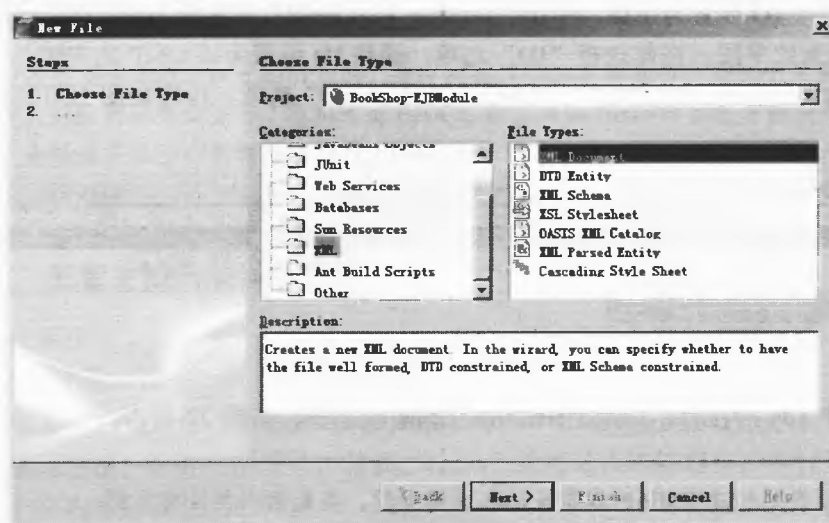 New File
Steps
1. Choose File Type
2. ...
Choose File Type
Project: BookShop-EJBModule
Categories:
JavaBeans Objects
JUnit
Web Services
Databases
Sun Resources
XML
Ant Build Scripts
Other
File Types:
XML Document
DTD Entity
XML Schema
XSL Stylesheet
OASIS XML Catalog
XML Parsed Entity
Cascading Style Sheet
Description:
Creates a new XML document. In the wizard, you can specify whether to have
the file well formed, DTD constrained, or XML Schema constrained.
< Back
Next >
Finish
Cancel
Help